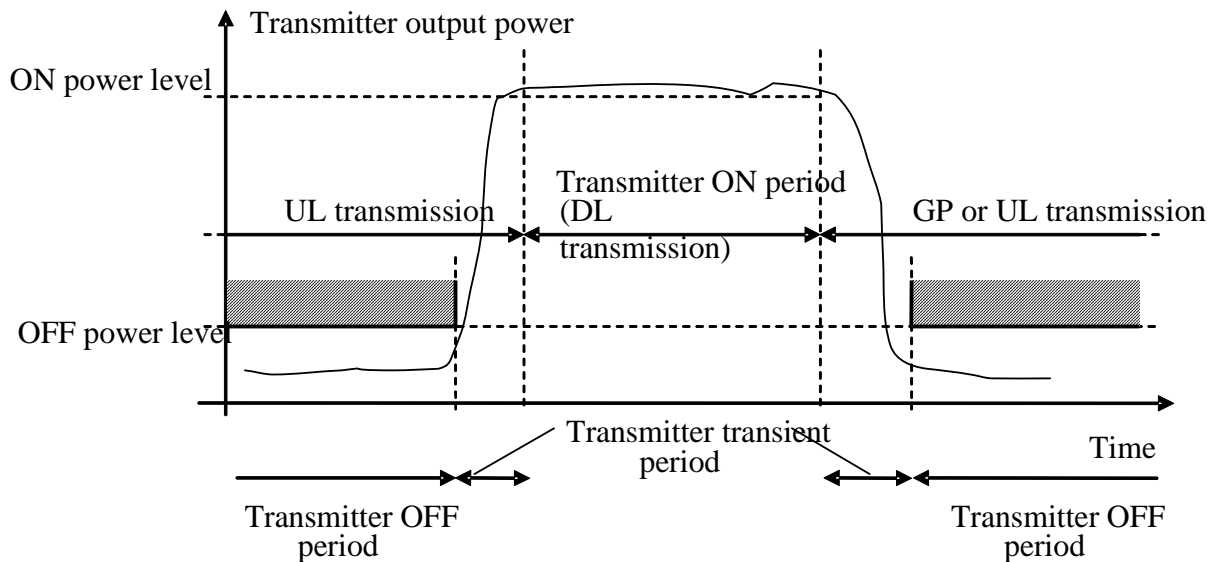 Transmitter output power
ON power level
Transmitter ON period
UL transmission
(DL
GP or UL transmission
transmission)
OFF power level
Transmitter transient
period
Time
Transmitter OFF
period
Transmitter OFF
period